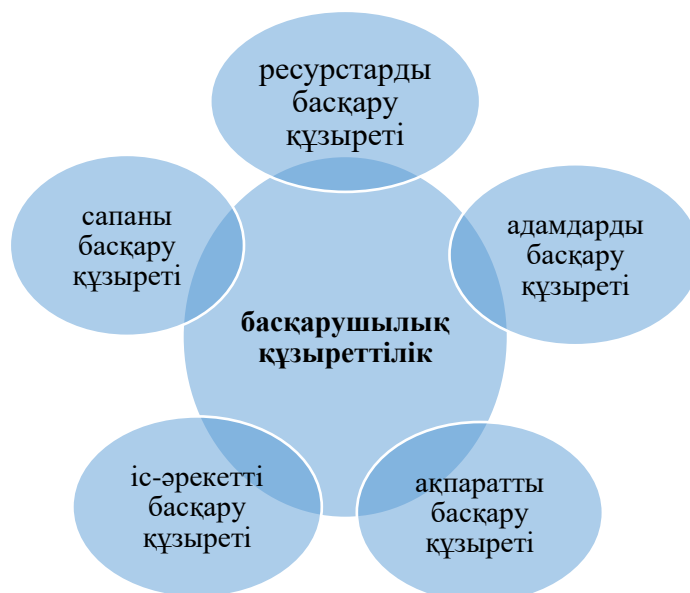 ресурстарды
басқару
құзыреті
сапаны
басқару
құзыреті
адамдарды
басқару
құзыреті
басқарушылық
құзыреттілік
іс-әрекетті
басқару
құзыреті
ақпаратты
басқару
құзыреті